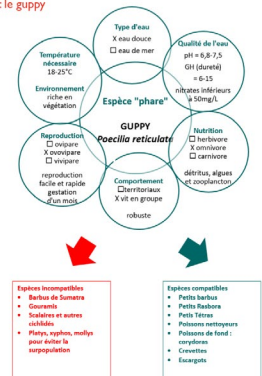 t le guppy
Type d'eau
X eau douce
☐ eau de mer
Température
nécessaire
18-25°C
Environnement
riche en
végétation
Qualité de l'eau
pH = 6,8-7,5
GH (dureté)
= 6-15
nitrates inférieurs
à 50mg/L
Espèce "phare"
GUPPY
Poecilia reticulate
Reproduction
☐ ovipare
X ovovipare
☐ vivipare
reproduction
facile et rapide
gestation
d'un mois
Nutrition
☐ herbivore
X omnivore
☐ carnivore
détritus, algues
et zooplancton
Comportement
☐territoriaux
X vit en groupe
robuste
Espèces incompatibles
• Barbus de Sumatra
• Gouramis
• Scalaires et autres
cichlidés
• Platys, xyphos, mollys
pour éviter la
surpopulation
Espèces compatibles
• Petits barbus
• Petits Rasbora
• Petis Tétras
• Poissons nettoyeurs
• Poissons de fond :
corydoras
• Crevettes
• Escargots